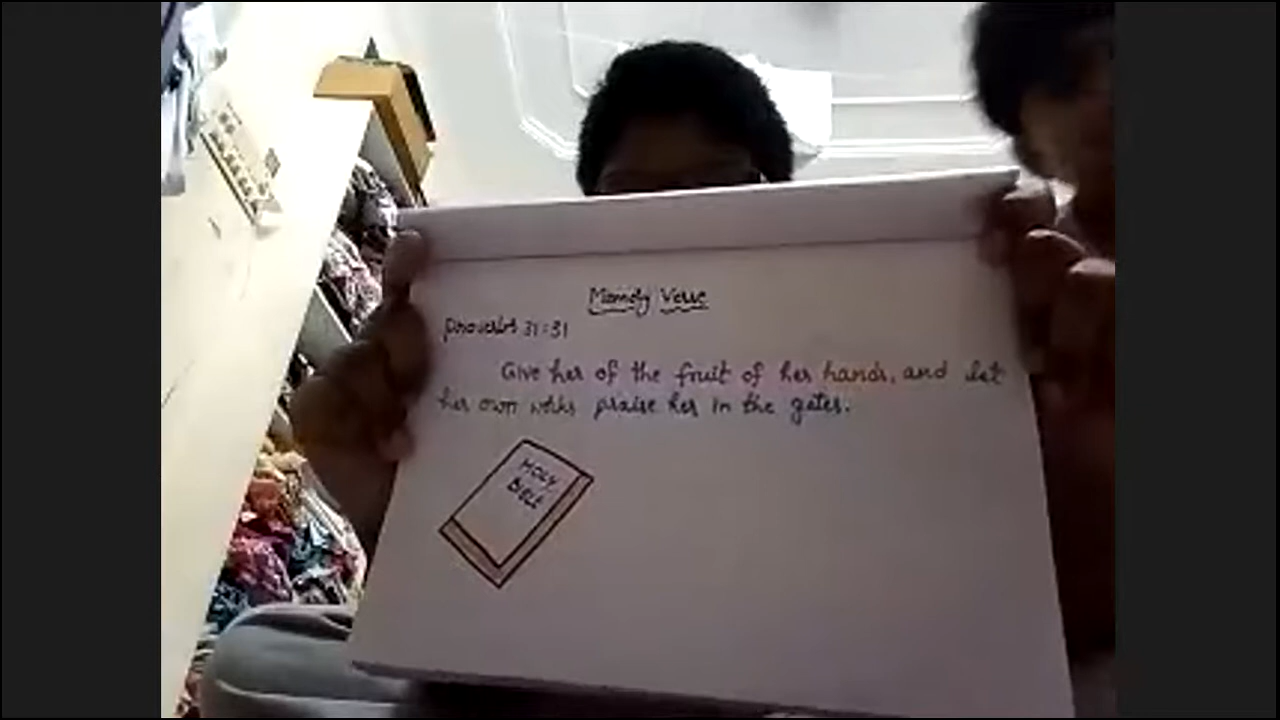 Memoly Verse
Proverbs 31:31
Give her of the fruit of her hands, and let
her own works praise her in the gates.
HOLY
BIBLE